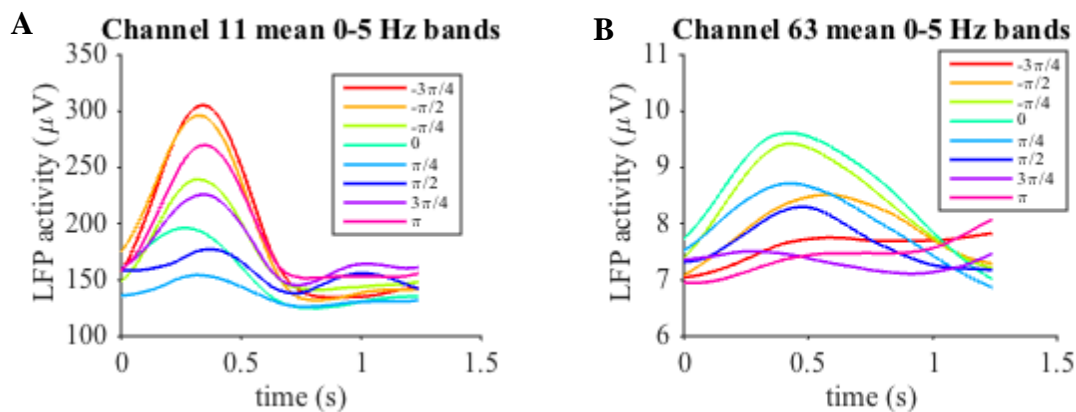 A
Channel 11 mean 0-5 Hz bands
350
300
250
200
150
100
LFP activity (μV)
0
0.5
1
1.5
time (s)
-3π/4
-π/2
-π/4
0
π/4
π/2
3π/4
π
B
Channel 63 mean 0-5 Hz bands
11
10
9
8
7
6
LFP activity (μV)
0
0.5
1
1.5
time (s)
-3π/4
-π/2
-π/4
0
π/4
π/2
3π/4
π